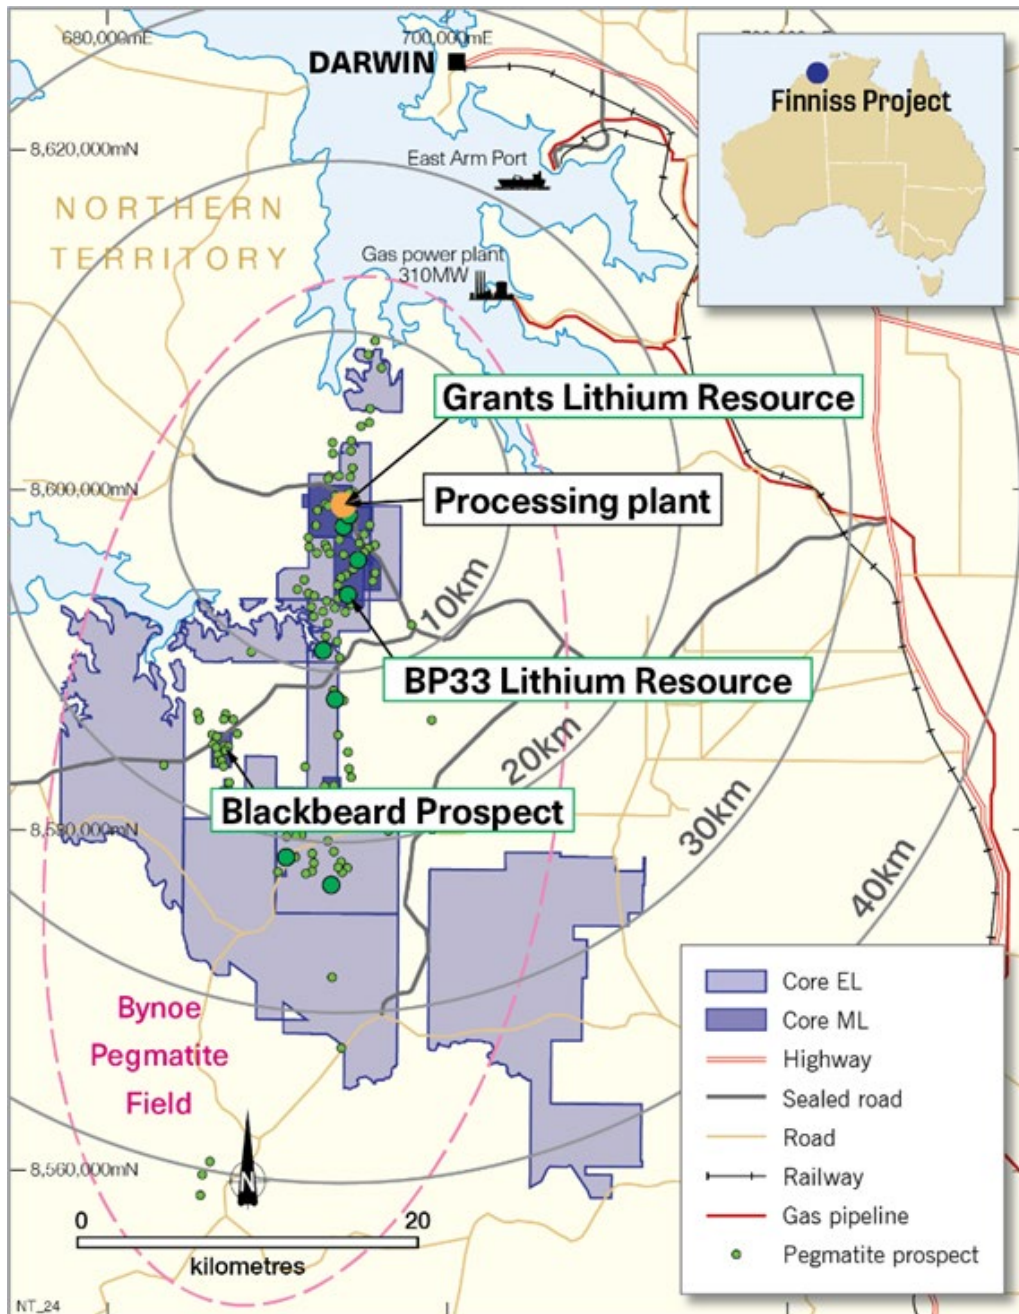 680,000mE
700,000mE
DARWIN
Finniss Project
8,620,000mN
East Arm Port
NORTHERN
TERRITORY
Gas power plant
310MW
Grants Lithium Resource
8,600,000mN
Processing plant
10km
BP33 Lithium Resource
20km
Blackbeard Prospect
30km
40km
Bynoe
Pegmatite
Field
8,560,000mN
N
0 20
kilometres
Core EL
Core ML
Highway
Sealed road
Road
Railway
Gas pipeline
Pegmatite prospect
NT_24